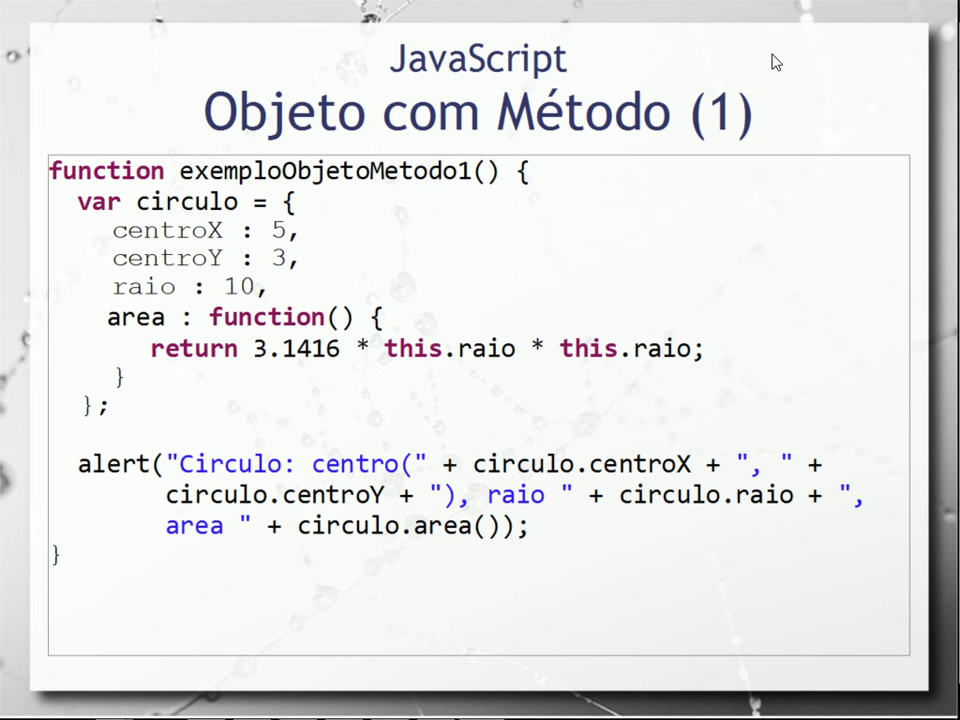 JavaScript
Objeto com Método (1)
function exemploObjetoMetodo1() {
var circulo = {
centroX : 5,
centroY : 3,
raio : 10,
area : function() {
return 3.1416 * this.raio * this.raio;
}
};
alert("Circulo: centro(" + circulo.centroX + ", " +
circulo.centroY + "), raio " + circulo.raio + ",
area " + circulo.area());
}